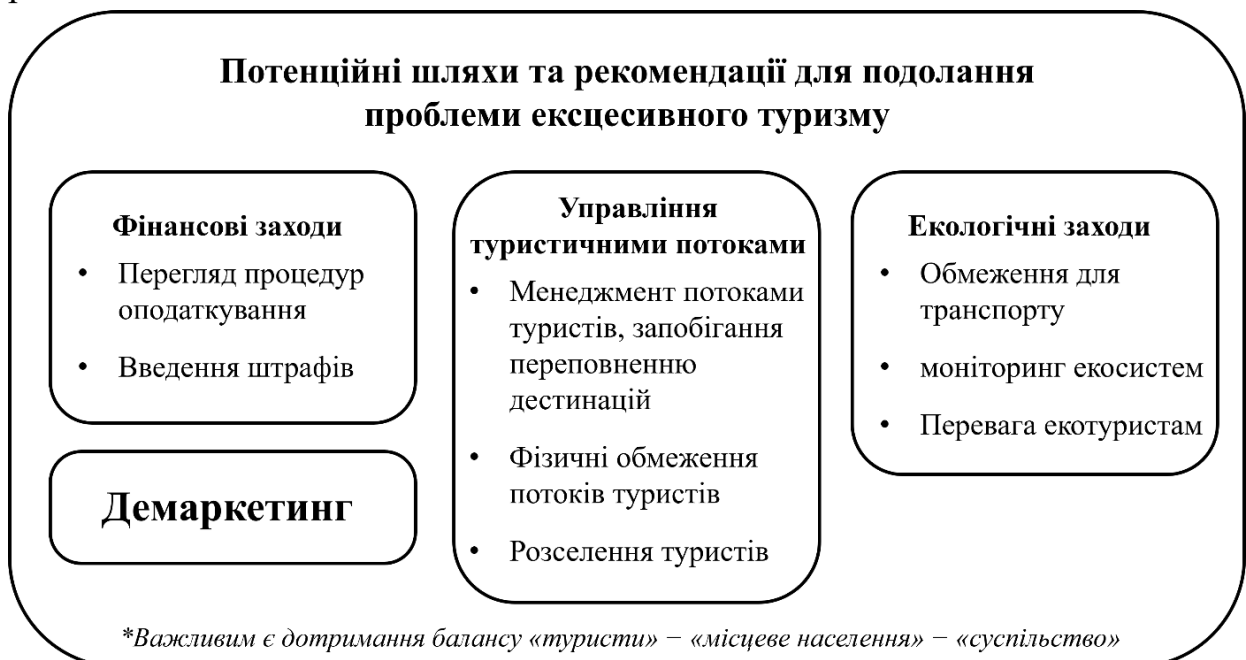 Потенційні шляхи та рекомендації для подолання
проблеми ексцесивного туризму
Фінансові заходи
• Перегляд процедур
оподаткування
• Введення штрафів
Демаркетинг
Управління
туристичними потоками
• Менеджмент потоками
туристів, запобігання
переповненню
дестинацій
• Фізичні обмеження
потоків туристів
• Розселення туристів
Екологічні заходи
• Обмеження для
транспорту
• моніторинг екосистем
• Перевага екотуристам
*Важливим є дотримання балансу «туристи» − «місцеве населення» − «суспільство»